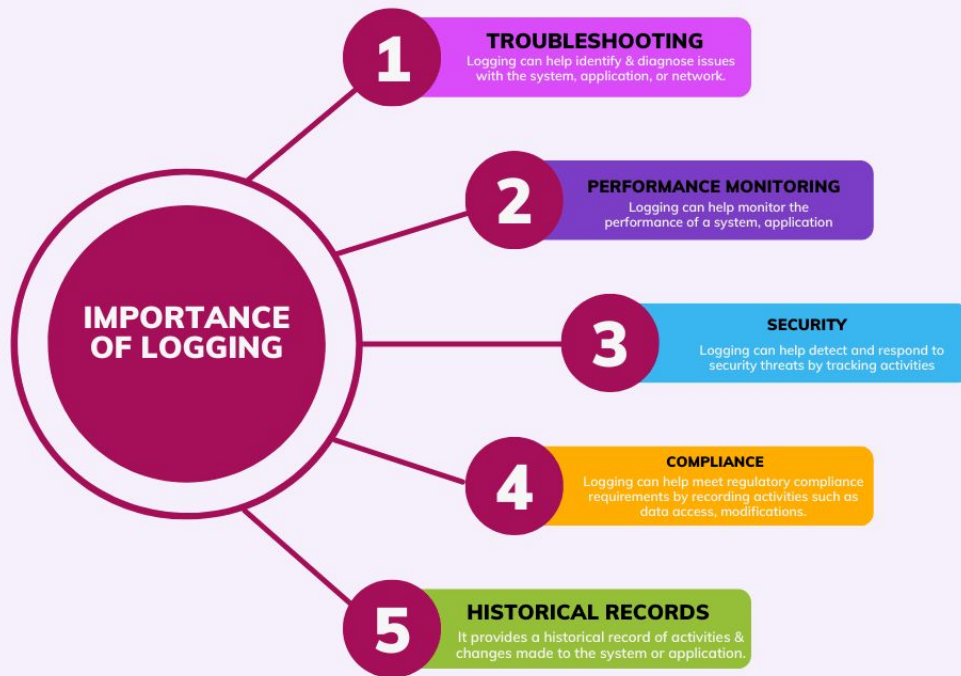 IMPORTANCE
OF LOGGING
1
TROUBLESHOOTING
Logging can help identify & diagnose issues
with the system, application, or network.
2
PERFORMANCE MONITORING
Logging can help monitor the
performance of a system, application
3
SECURITY
Logging can help detect and respond to
security threats by tracking activities
4
COMPLIANCE
Logging can help meet regulatory compliance
requirements by recording activities such as
data access, modifications.
5
HISTORICAL RECORDS
It provides a historical record of activities &
changes made to the system or application.